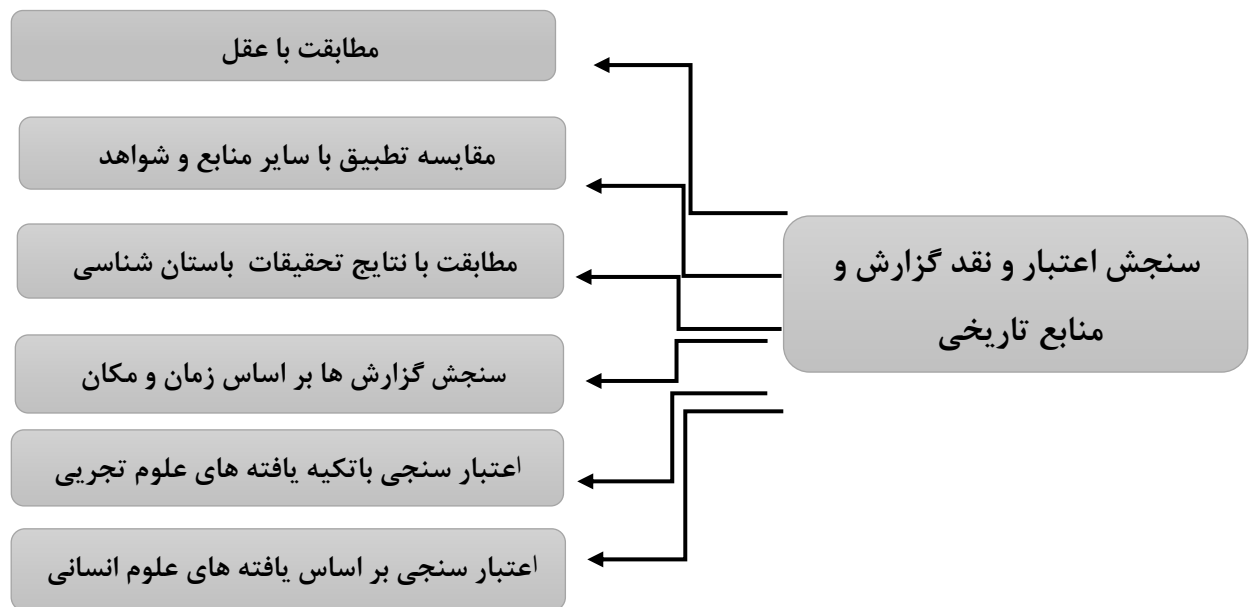 سنجش اعتبار و نقد گزارش و
منابع تاریخی
مطابقت با عقل
مقایسه تطبیق با سایر منابع و شواهد
مطابقت با نتایج تحقیقات باستان شناسی
سنجش گزارش ها بر اساس زمان و مکان
اعتبار سنجی باتکیه یافته های علوم تجریی
اعتبار سنجی بر اساس یافته های علوم انسانی